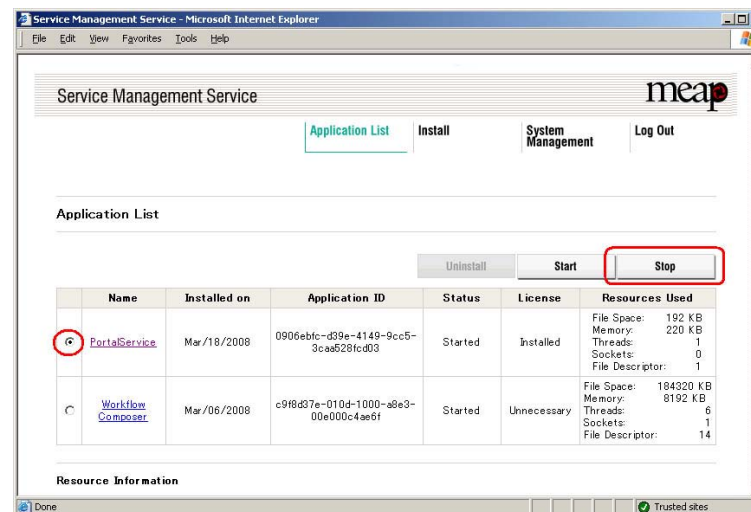 Service Management Service - Microsoft Internet Explorer
File Edit View Favorites Tools Help
Service Management Service
meap
Application List Install System Management Log Out
Application List
Uninstall Start Stop
Name Installed on Application ID Status License Resources Used
PortalService Mar/18/2008 0906ebfc-d39e-4149-9cc5-3caa528fcd03 Started Installed
File Space: 192 KB
Memory: 220 KB
Threads: 1
Sockets: 0
File Descriptor: 1
Workflow Composer Mar/06/2008 c9f8d37e-010d-1000-a8e3-00e000c4ae6f Started Unnecessary
File Space: 184320 KB
Memory: 8192 KB
Threads: 6
Sockets: 1
File Descriptor: 14
Resource Information
Done Trusted sites